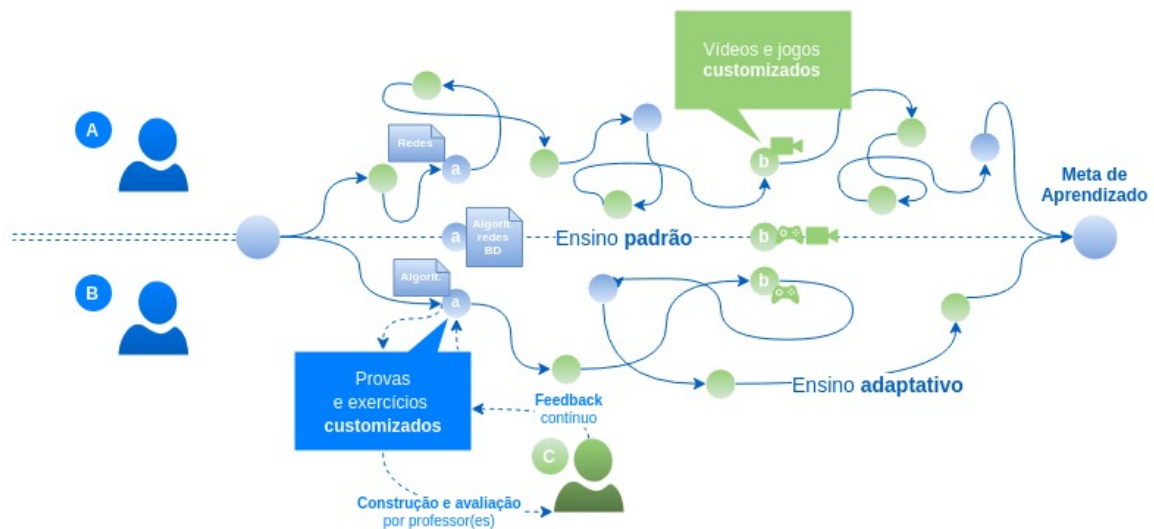 Vídeos e jogos
customizados
A
Redes
a
b
Meta de
Aprendizado
a
Algorit.
redes
BD
Ensino padrão
b
B
Algorit.
a
b
Provas
e exercícios
customizados
Ensino adaptativo
Feedback
contínuo
C
Construção e avaliação
por professor(es)